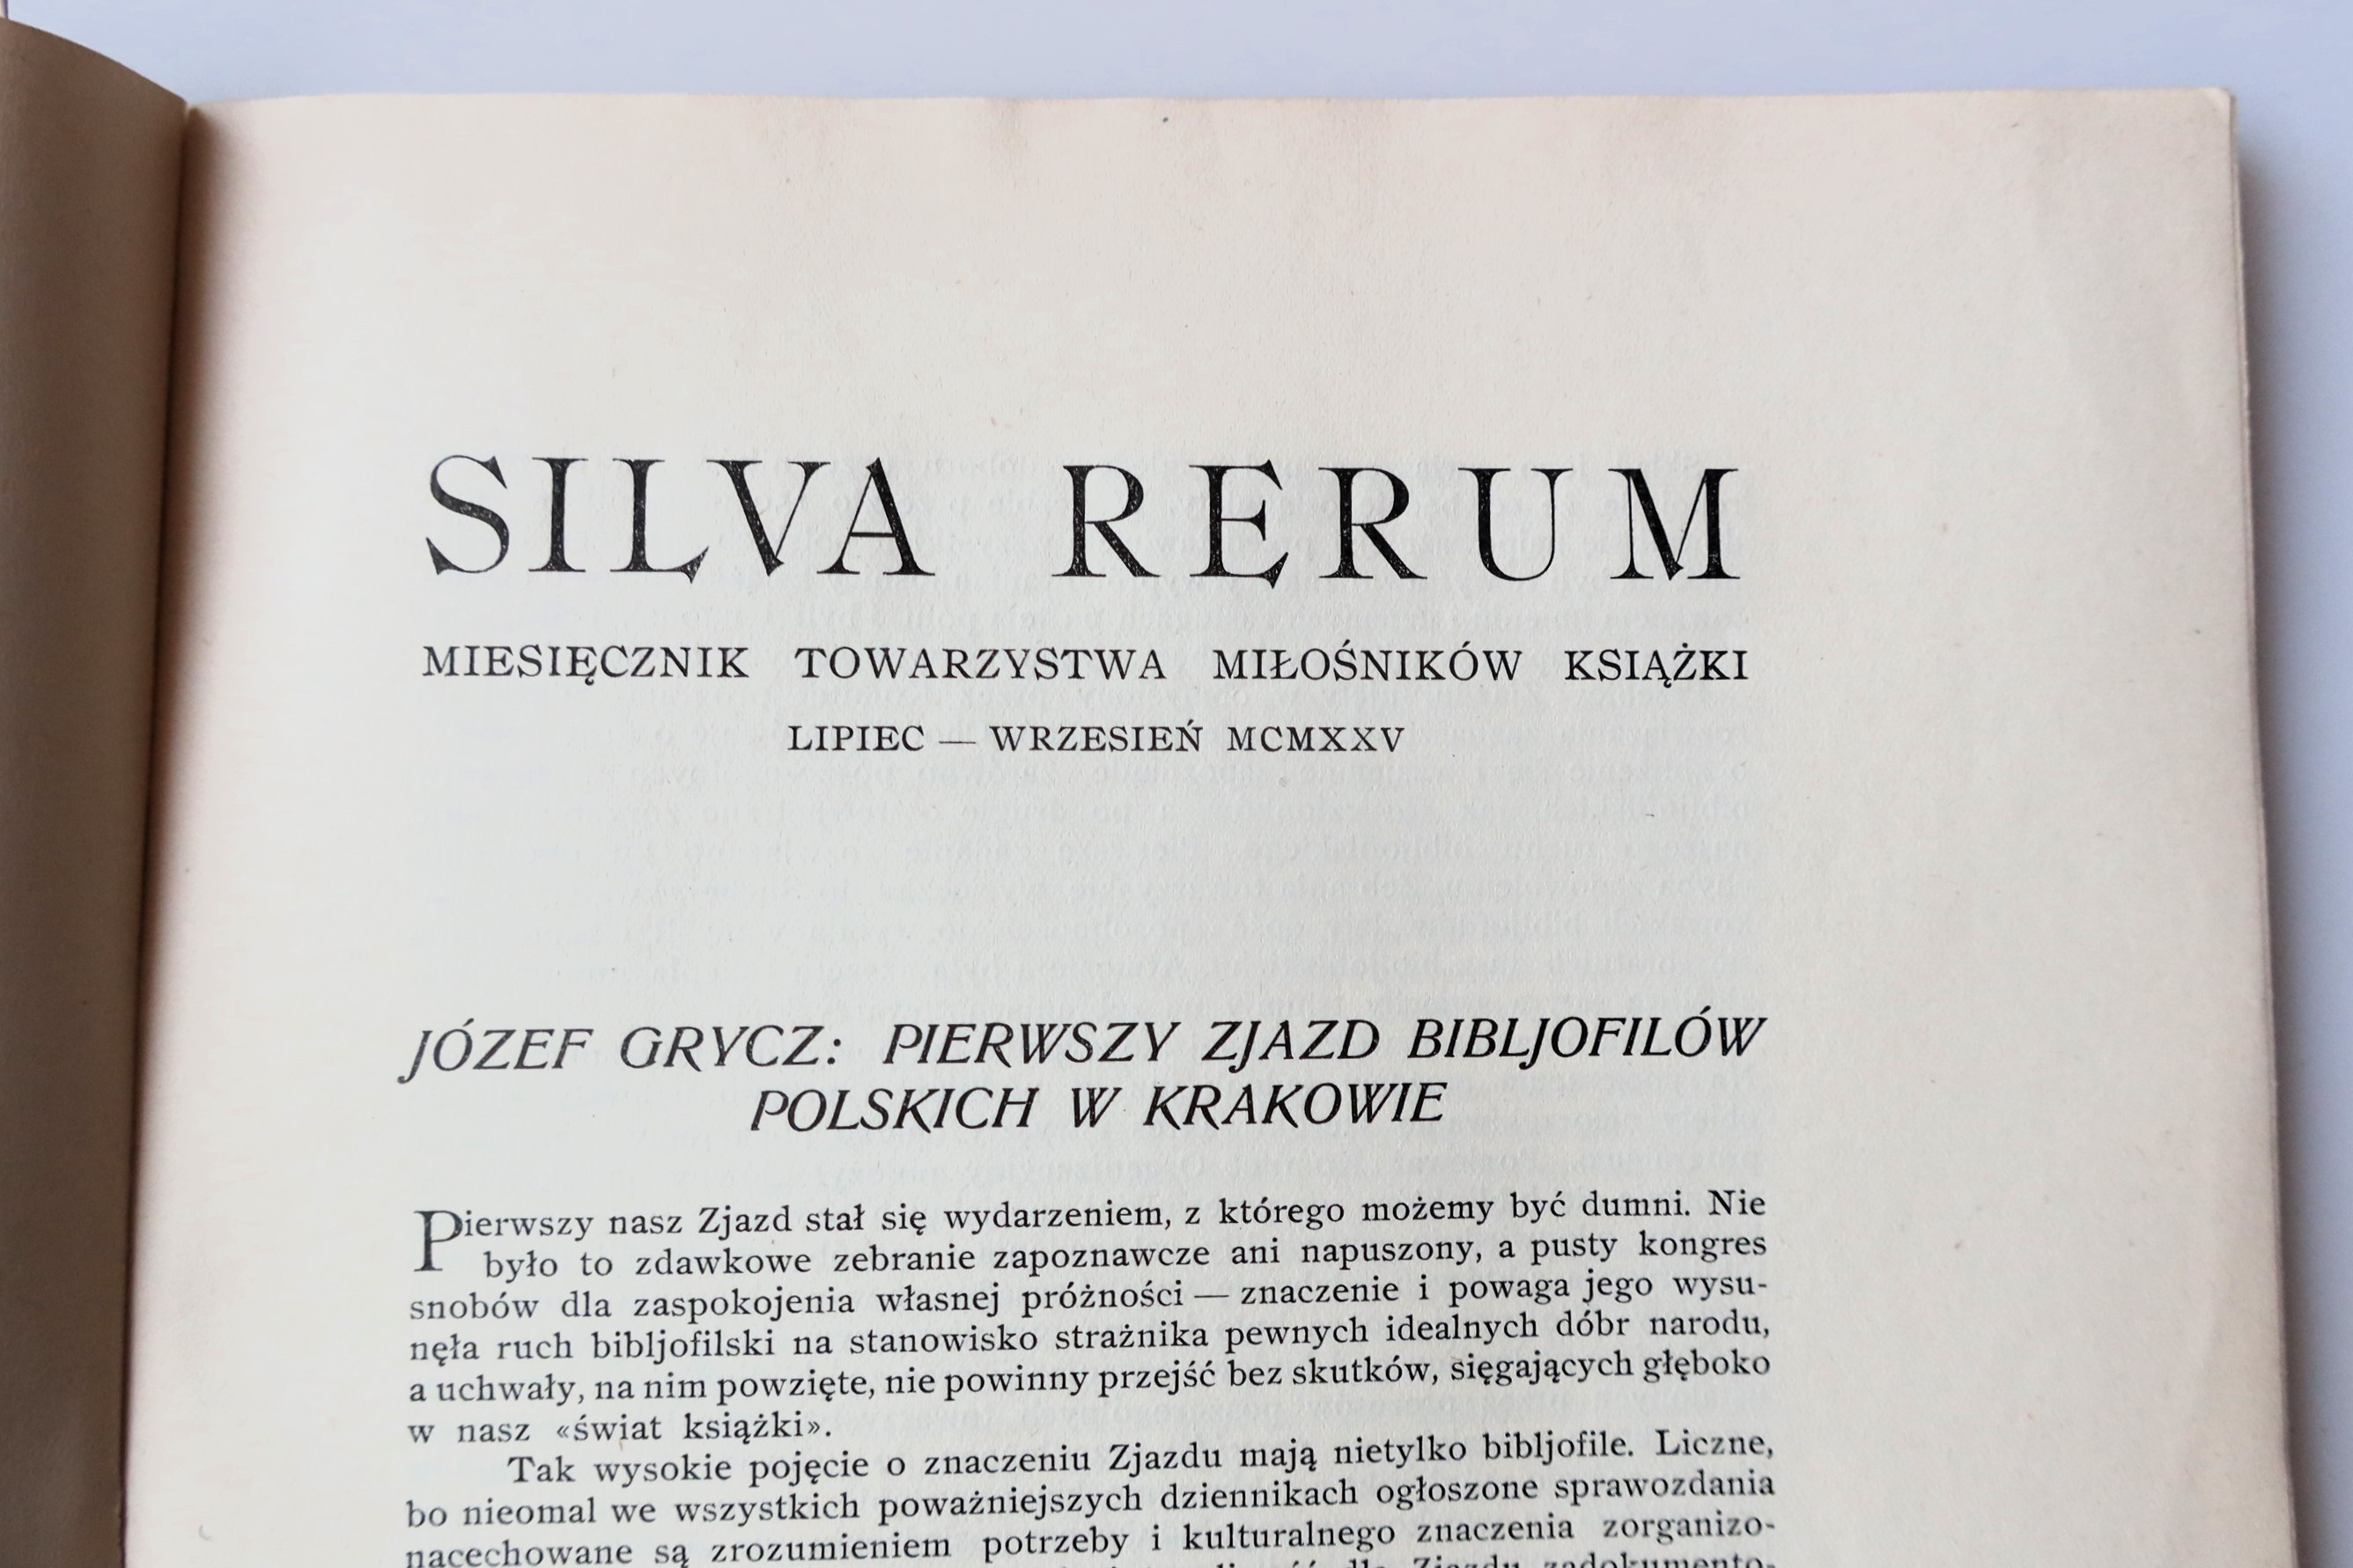 SILVA RERUM
MIESIĘCZNIK TOWARZYSTWA MIŁOŚNIKÓW KSIĄŻKI
LIPIEC — WRZESIEŃ MCMXXV
JÓZEF GRYCZ: PIERWSZY ZJAZD BIBLJOFILÓW
POLSKICH W KRAKOWIE
Pierwszy nasz Zjazd stał się wydarzeniem, z którego możemy być dumni. Nie
było to zdawkowe zebranie zapoznawcze ani napuszony, a pusty kongres
snobów dla zaspokojenia własnej próżności — znaczenie i powaga jego wysu-
nęła ruch bibljofilski na stanowisko strażnika pewnych idealnych dóbr narodu,
a uchwały, na nim powzięte, nie powinny przejść bez skutków, sięgających głęboko
w nasz «świat książki».
Tak wysokie pojęcie o znaczeniu Zjazdu mają nietylko bibljofile. Liczne,
bo nieomal we wszystkich poważniejszych dziennikach ogłoszone sprawozdania
nacechowane są zrozumieniem potrzeby i kulturalnego znaczenia zorganizo-
dla Zjazdu zadokumento-